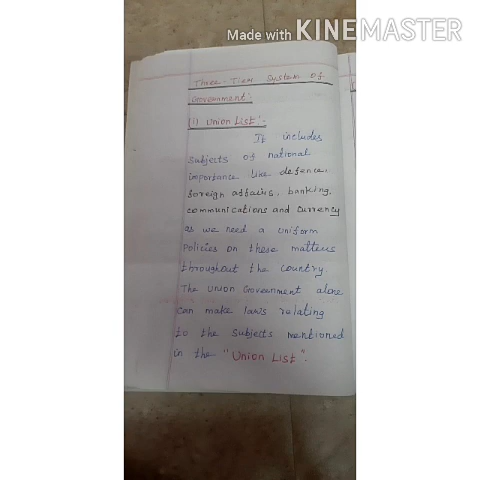 Made with KINEMASTER
Three-Tier System of
Government:
(i) Union List:-
It includes
Subjects of national
importance like defence,
foreign affairs, banking,
communications and currency
as we need a uniform
policies on these matters
throughout the country.
The Union Government alone
can make laws relating
to the Subjects mentioned
in the "Union List".